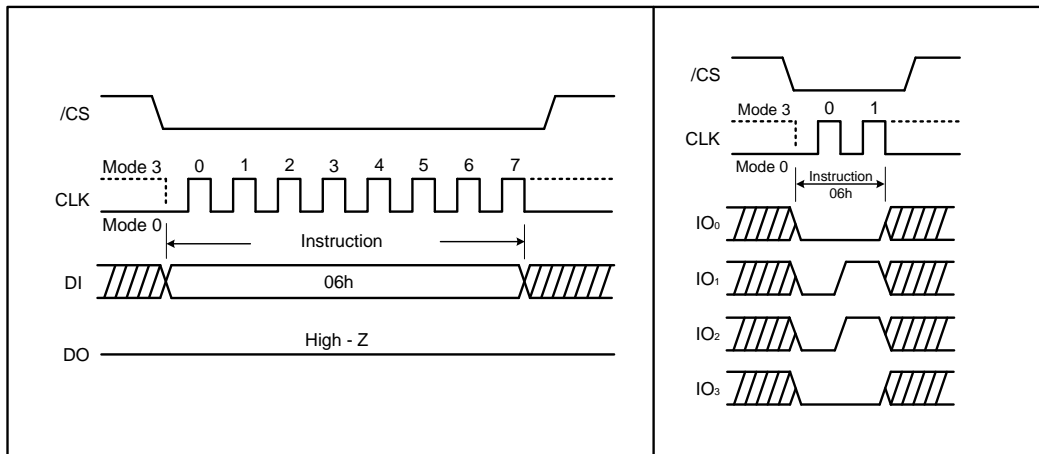 /CS
Mode 3
0 1 2 3 4 5 6 7
CLK
Mode 0
Instruction
DI
06h
High - Z
DO
/CS
Mode 3
0 1
CLK
Mode 0
Instruction
06h
IO₀
IO₁
IO₂
IO₃